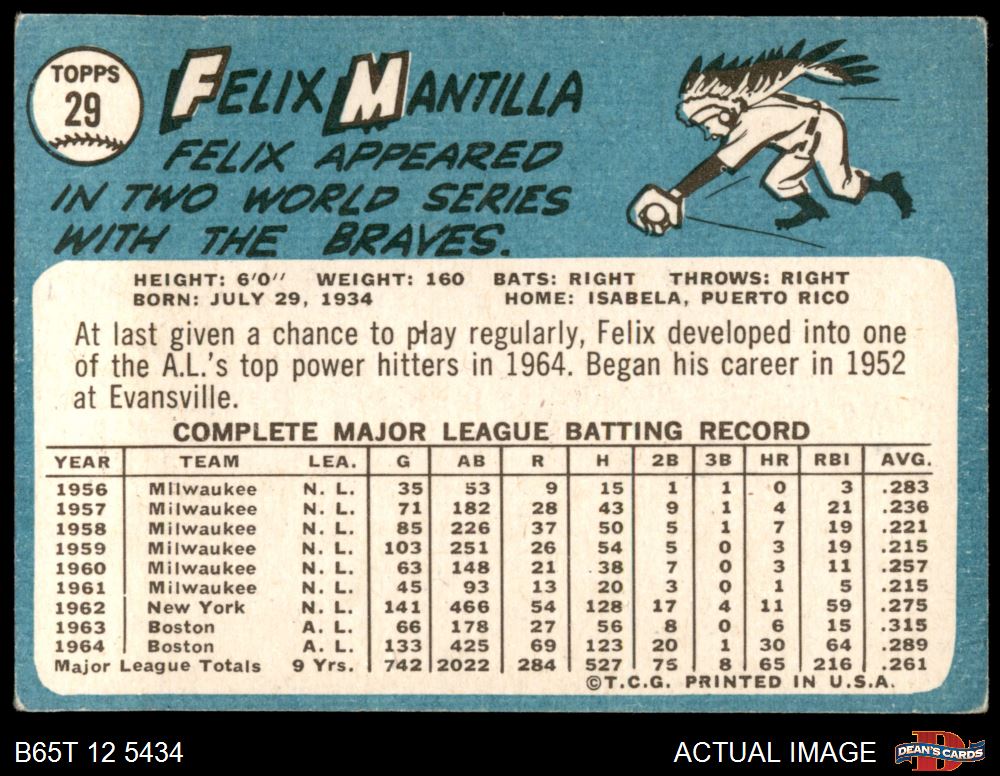 TOPPS
29
FELIX MANTILLA
FELIX APPEARED
IN TWO WORLD SERIES
WITH THE BRAVES.
HEIGHT: 6'0" WEIGHT: 160 BATS: RIGHT THROWS: RIGHT
BORN: JULY 29, 1934 HOME: ISABELA, PUERTO RICO
At last given a chance to play regularly, Felix developed into one
of the A.L.'s top power hitters in 1964. Began his career in 1952
at Evansville.
COMPLETE MAJOR LEAGUE BATTING RECORD
YEAR TEAM LEA. G AB R H 2B 3B HR RBI AVG.
1956 Milwaukee N. L. 35 53 9 15 1 1 0 3 .283
1957 Milwaukee N. L. 71 182 28 43 9 1 4 21 .236
1958 Milwaukee N. L. 85 226 37 50 5 1 7 19 .221
1959 Milwaukee N. L. 103 251 26 54 5 0 3 19 .215
1960 Milwaukee N. L. 63 148 21 38 7 0 3 11 .257
1961 Milwaukee N. L. 45 93 13 20 3 0 1 5 .215
1962 New York N. L. 141 466 54 128 17 4 11 59 .275
1963 Boston A. L. 66 178 27 56 8 0 6 15 .315
1964 Boston A. L. 133 425 69 123 20 1 30 64 .289
Major League Totals 9 Yrs. 742 2022 284 527 75 8 65 216 .261
©T.C.G. PRINTED IN U.S.A.
B65T 12 5434 ACTUAL IMAGE DEAN'S CARDS